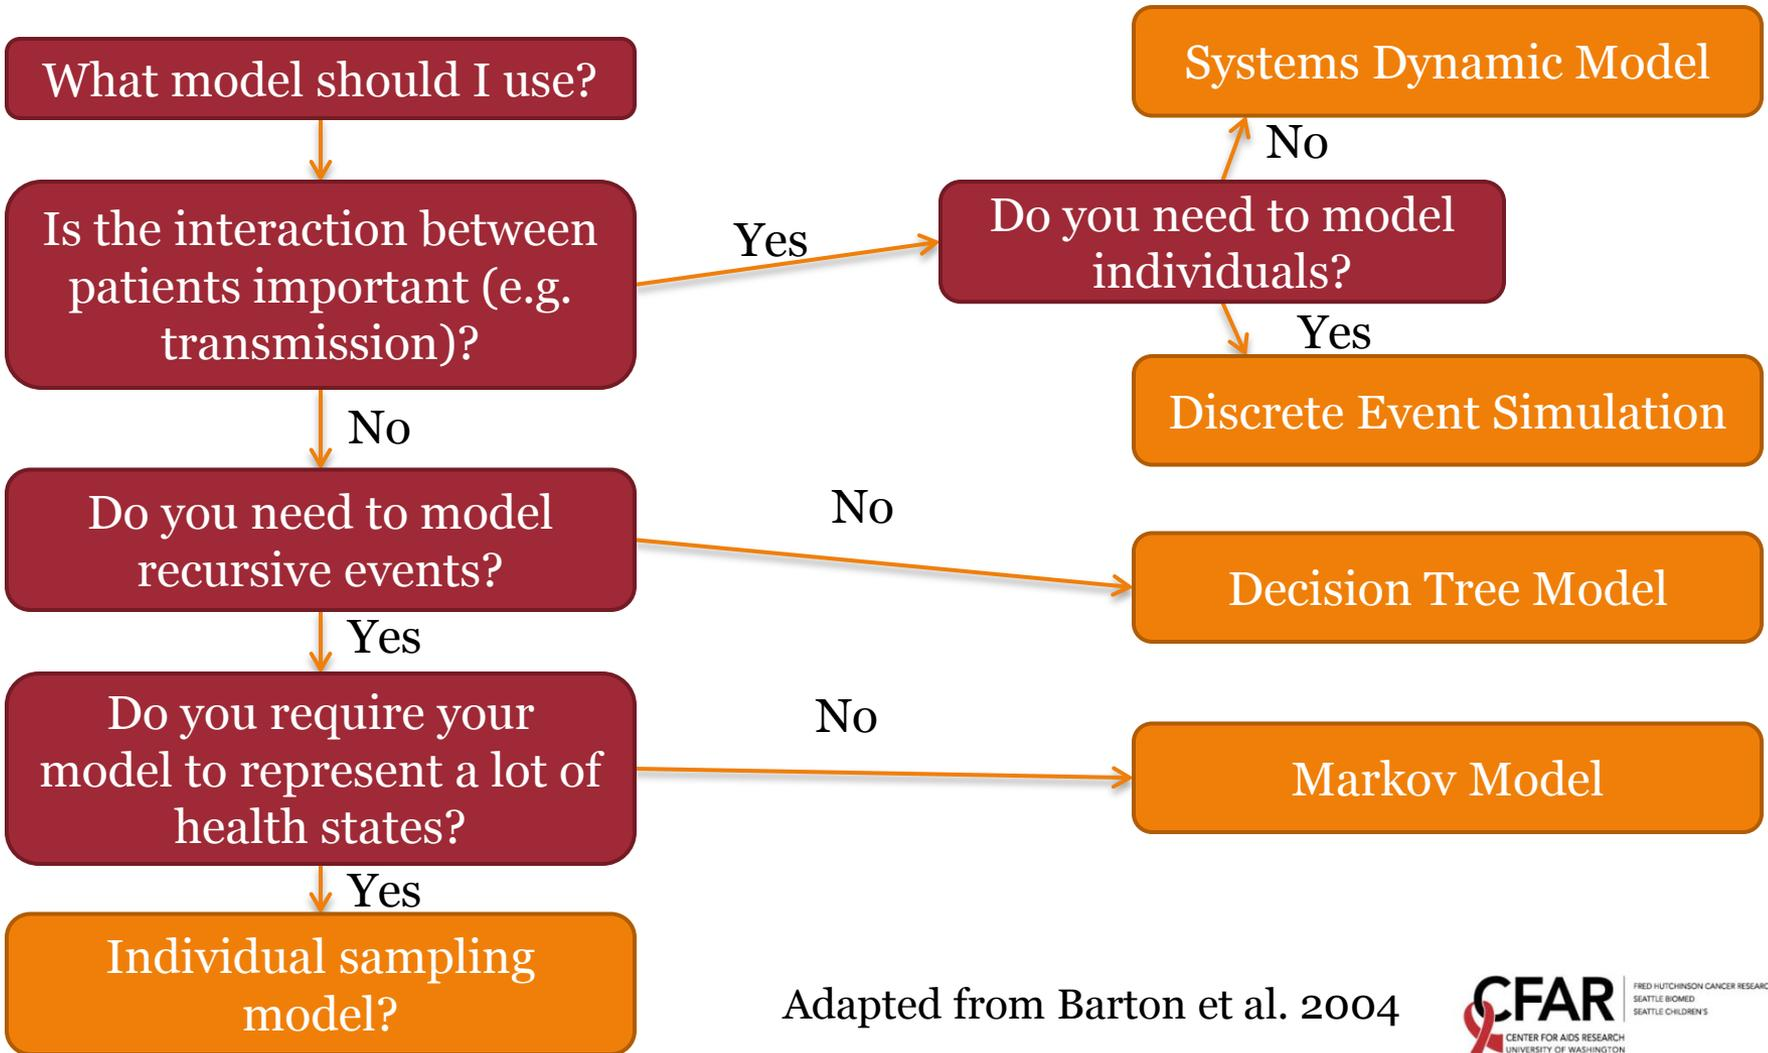 What model should I use?
Is the interaction between
patients important (e.g.
transmission)?
Yes
Do you need to model
individuals?
No
Systems Dynamic Model
Yes
Discrete Event Simulation
No
Do you need to model
recursive events?
No
Decision Tree Model
Yes
Do you require your
model to represent a lot of
health states?
No
Markov Model
Yes
Individual sampling
model?
Adapted from Barton et al. 2004
CFAR
CENTER FOR AIDS RESEARCH
UNIVERSITY OF WASHINGTON
FRED HUTCHINSON CANCER RESEARC
SEATTLE BIOMED
SEATTLE CHILDREN'S